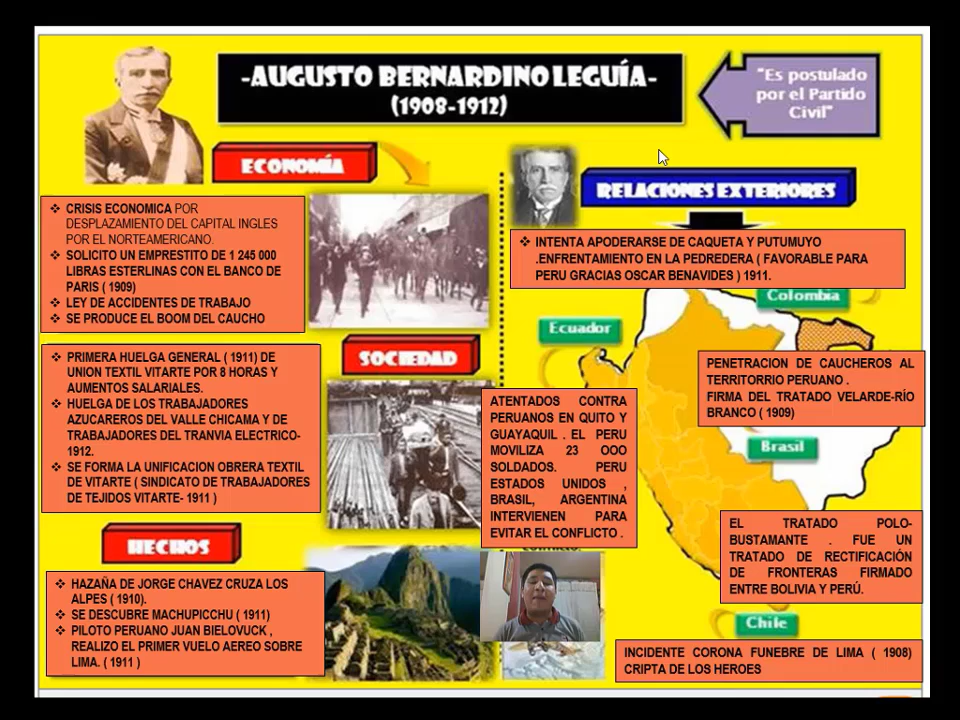 -AUGUSTO BERNARDINO LEGUÍA-
(1908-1912)
"Es postulado
por el Partido
Civil"
ECONOMÍA
❖ CRISIS ECONOMICA POR
DESPLAZAMIENTO DEL CAPITAL INGLES
POR EL NORTEAMERICANO.
❖ SOLICITO UN EMPRESTITO DE 1 245 000
LIBRAS ESTERLINAS CON EL BANCO DE
PARIS ( 1909)
❖ LEY DE ACCIDENTES DE TRABAJO
❖ SE PRODUCE EL BOOM DEL CAUCHO
SOCIEDAD
❖ PRIMERA HUELGA GENERAL ( 1911) DE
UNION TEXTIL VITARTE POR 8 HORAS Y
AUMENTOS SALARIALES.
❖ HUELGA DE LOS TRABAJADORES
AZUCAREROS DEL VALLE CHICAMA Y DE
TRABAJADORES DEL TRANVIA ELECTRICO-
1912.
❖ SE FORMA LA UNIFICACION OBRERA TEXTIL
DE VITARTE ( SINDICATO DE TRABAJADORES
DE TEJIDOS VITARTE- 1911 )
HECHOS
❖ HAZAÑA DE JORGE CHAVEZ CRUZA LOS
ALPES ( 1910).
❖ SE DESCUBRE MACHUPICCHU ( 1911)
❖ PILOTO PERUANO JUAN BIELOVUCK ,
REALIZO EL PRIMER VUELO AEREO SOBRE
LIMA. ( 1911 )
RELACIONES EXTERIORES
❖ INTENTA APODERARSE DE CAQUETA Y PUTUMUYO
.ENFRENTAMIENTO EN LA PEDREDERA ( FAVORABLE PARA
PERU GRACIAS OSCAR BENAVIDES ) 1911.
Colombia
Ecuador
PENETRACION DE CAUCHEROS AL
TERRITORRIO PERUANO .
FIRMA DEL TRATADO VELARDE-RÍO
BRANCO ( 1909)
ATENTADOS CONTRA
PERUANOS EN QUITO Y
GUAYAQUIL . EL PERU
MOVILIZA 23 OOO
SOLDADOS. PERU
ESTADOS UNIDOS ,
BRASIL, ARGENTINA
INTERVIENEN PARA
EVITAR EL CONFLICTO .
Brasil
EL TRATADO POLO-
BUSTAMANTE . FUE UN
TRATADO DE RECTIFICACIÓN
DE FRONTERAS FIRMADO
ENTRE BOLIVIA Y PERÚ.
Chile
INCIDENTE CORONA FUNEBRE DE LIMA ( 1908)
CRIPTA DE LOS HEROES